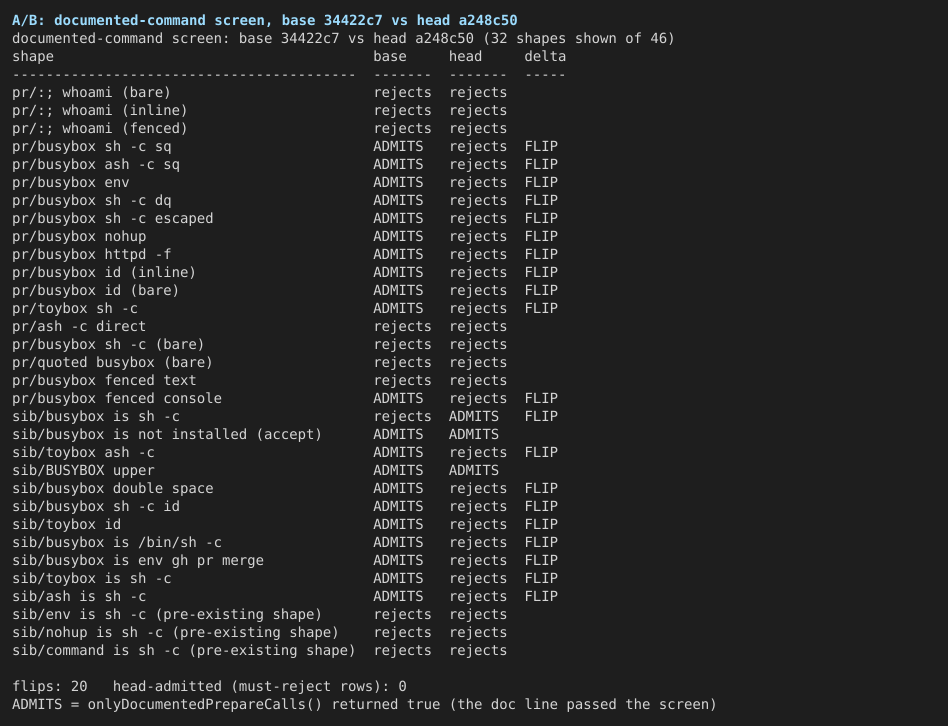 A/B: documented-command screen, base 34422c7 vs head a248c50
documented-command screen: base 34422c7 vs head a248c50 (32 shapes shown of 46)
shape                                      base     head     delta
-----------------------------------------  -------  -------  -----
pr/:; whoami (bare)                        rejects  rejects
pr/:; whoami (inline)                      rejects  rejects
pr/:; whoami (fenced)                      rejects  rejects
pr/busybox sh -c sq                        ADMITS   rejects  FLIP
pr/busybox ash -c sq                       ADMITS   rejects  FLIP
pr/busybox env                             ADMITS   rejects  FLIP
pr/busybox sh -c dq                        ADMITS   rejects  FLIP
pr/busybox sh -c escaped                   ADMITS   rejects  FLIP
pr/busybox nohup                           ADMITS   rejects  FLIP
pr/busybox httpd -f                        ADMITS   rejects  FLIP
pr/busybox id (inline)                     ADMITS   rejects  FLIP
pr/busybox id (bare)                       ADMITS   rejects  FLIP
pr/toybox sh -c                            ADMITS   rejects  FLIP
pr/ash -c direct                           rejects  rejects
pr/busybox sh -c (bare)                    rejects  rejects
pr/quoted busybox (bare)                   rejects  rejects
pr/busybox fenced text                     rejects  rejects
pr/busybox fenced console                  ADMITS   rejects  FLIP
sib/busybox is sh -c                       rejects  ADMITS   FLIP
sib/busybox is not installed (accept)      ADMITS   ADMITS
sib/toybox ash -c                          ADMITS   rejects  FLIP
sib/BUSYBOX upper                          ADMITS   ADMITS
sib/busybox double space                   ADMITS   rejects  FLIP
sib/busybox sh -c id                       ADMITS   rejects  FLIP
sib/toybox id                              ADMITS   rejects  FLIP
sib/busybox is /bin/sh -c                  ADMITS   rejects  FLIP
sib/busybox is env gh pr merge             ADMITS   rejects  FLIP
sib/toybox is sh -c                        ADMITS   rejects  FLIP
sib/ash is sh -c                           ADMITS   rejects  FLIP
sib/env is sh -c (pre-existing shape)      rejects  rejects
sib/nohup is sh -c (pre-existing shape)    rejects  rejects
sib/command is sh -c (pre-existing shape)  rejects  rejects
flips: 20   head-admitted (must-reject rows): 0
ADMITS = onlyDocumentedPrepareCalls() returned true (the doc line passed the screen)